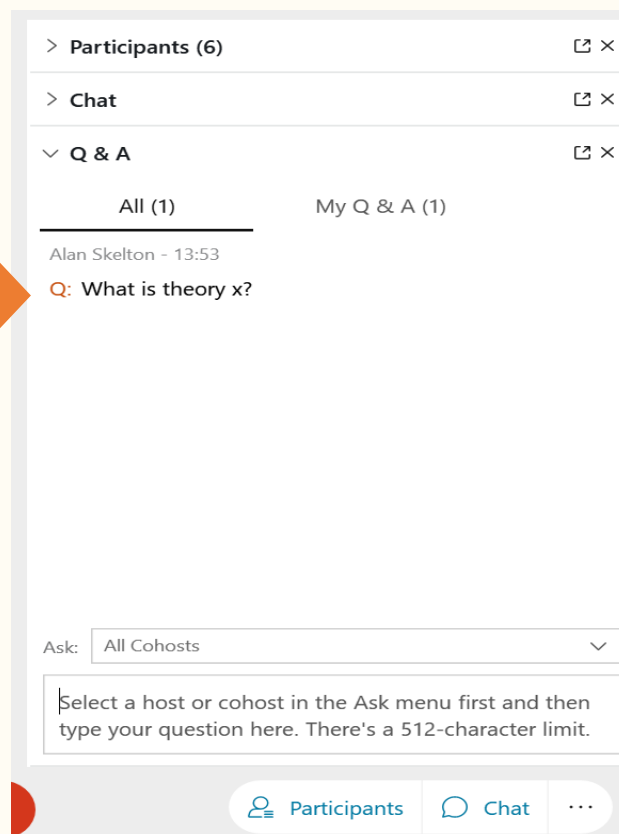 Participants (6)
Chat
Q & A
All (1) My Q & A (1)
Alan Skelton - 13:53
Q: What is theory x?
Ask: All Cohosts
Select a host or cohost in the Ask menu first and then
type your question here. There's a 512-character limit.
Participants Chat ...